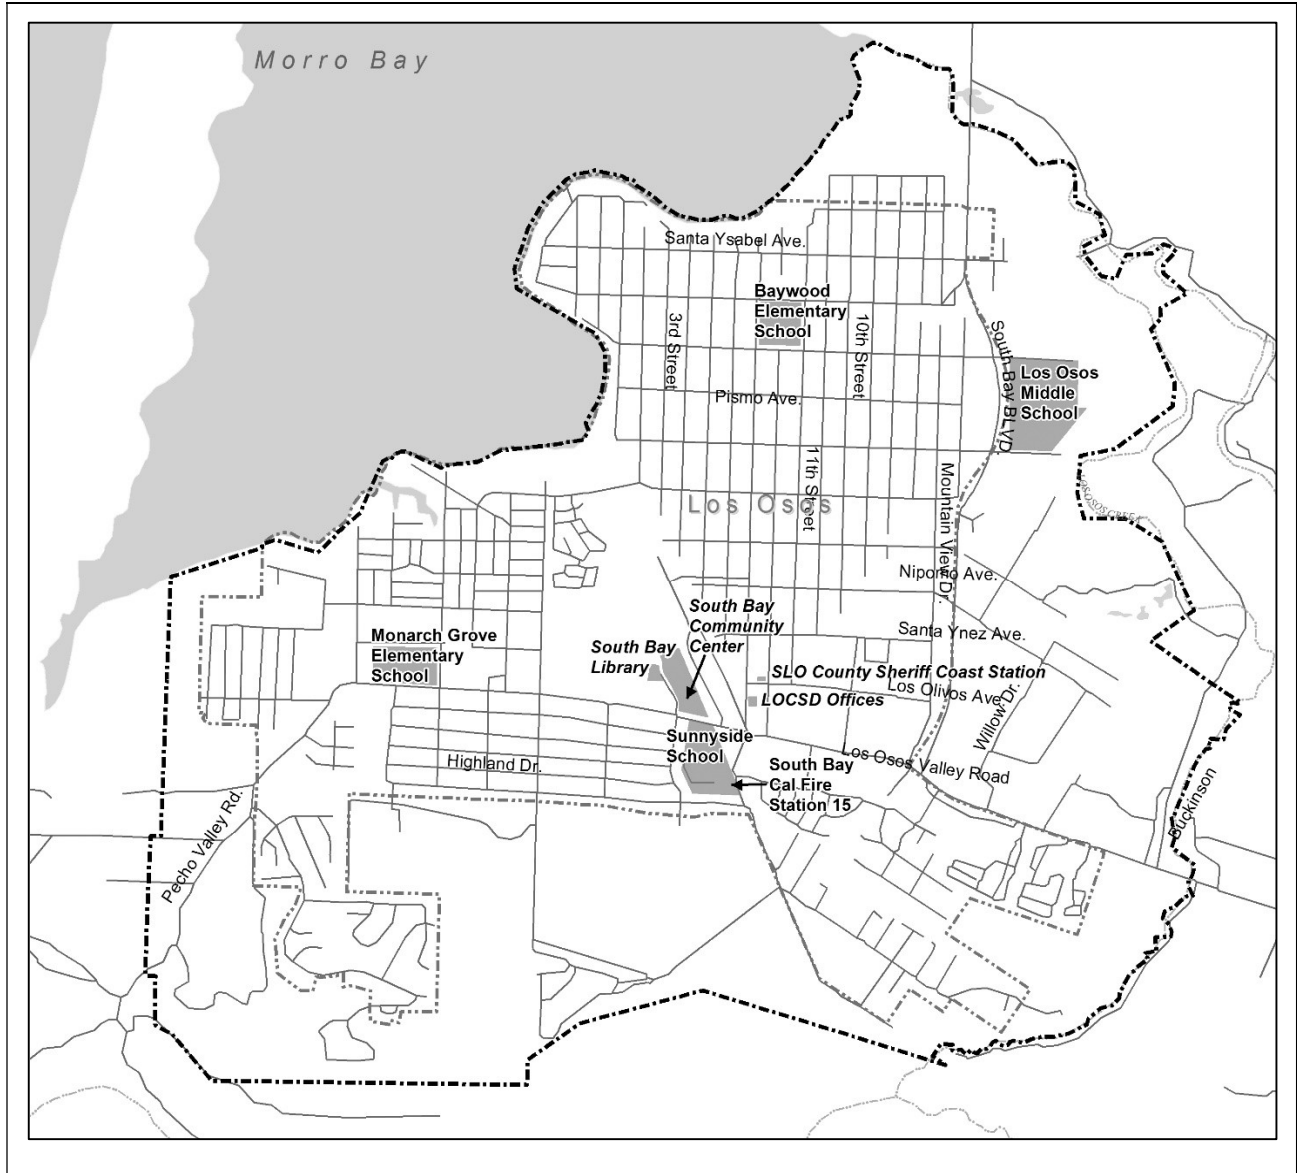 Morro Bay
Santa Ysabel Ave.
Baywood
Elementary
School
3rd Street
10th Street
South Bay BLVD.
Los Osos
Middle
School
Pismo Ave.
11th Street
Mountain View Dr.
Los Osos
LOS OSOS CREEK
Nipomo Ave.
South Bay
Community
Center
Santa Ynez Ave.
Monarch Grove
Elementary
School
South Bay
Library
SLO County Sheriff Coast Station
Los Olivos Ave.
LOCSD Offices
Willow Dr.
Sunnyside
School
Highland Dr.
Los Osos Valley Road
South Bay
Cal Fire
Station 15
Pecho Valley Rd.
Buckinson